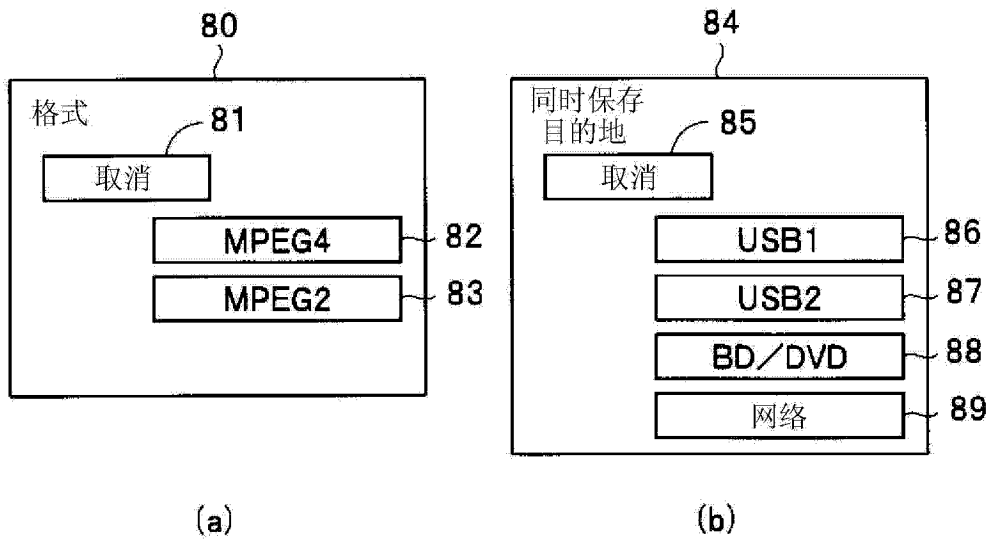 80
格式
81
取消
MPEG4
82
MPEG2
83
(a)
84
同时保存
目的地
85
取消
USB1
86
USB2
87
BD／DVD
88
网络
89
(b)